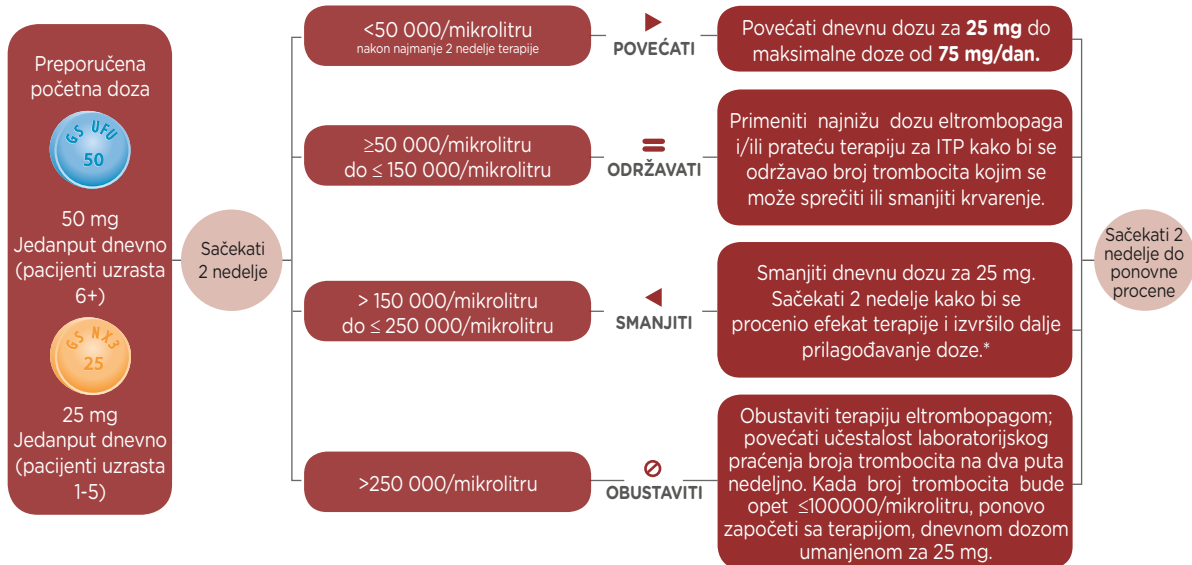 Preporučena
početna doza
GS UFU
50
50 mg
Jedanput dnevno
(pacijenti uzrasta
6+)
GS NX3
25
25 mg
Jedanput dnevno
(pacijenti uzrasta
1-5)
Sačekati
2 nedelje
<50 000/mikrolitru
nakon najmanje 2 nedelje terapije
POVEĆATI
Povećati dnevnu dozu za 25 mg do
maksimalne doze od 75 mg/dan.
≥50 000/mikrolitru
do ≤ 150 000/mikrolitru
ODRŽAVATI
Primeniti najnižu dozu eltrombopaga
i/ili prateću terapiju za ITP kako bi se
održavao broj trombocita kojim se
može sprečiti ili smanjiti krvarenje.
> 150 000/mikrolitru
do ≤ 250 000/mikrolitru
SMANJITI
Smanjiti dnevnu dozu za 25 mg.
Sačekati 2 nedelje kako bi se
procenio efekat terapije i izvršilo dalje
prilagođavanje doze.*
>250 000/mikrolitru
OBUSTAVITI
Obustaviti terapiju eltrombopagom;
povećati učestalost laboratorijskog
praćenja broja trombocita na dva puta
nedeljno. Kada broj trombocita bude
opet ≤100000/mikrolitru, ponovo
započeti sa terapijom, dnevnom dozom
umanjenom za 25 mg.
Sačekati 2
nedelje do
ponovne
procene